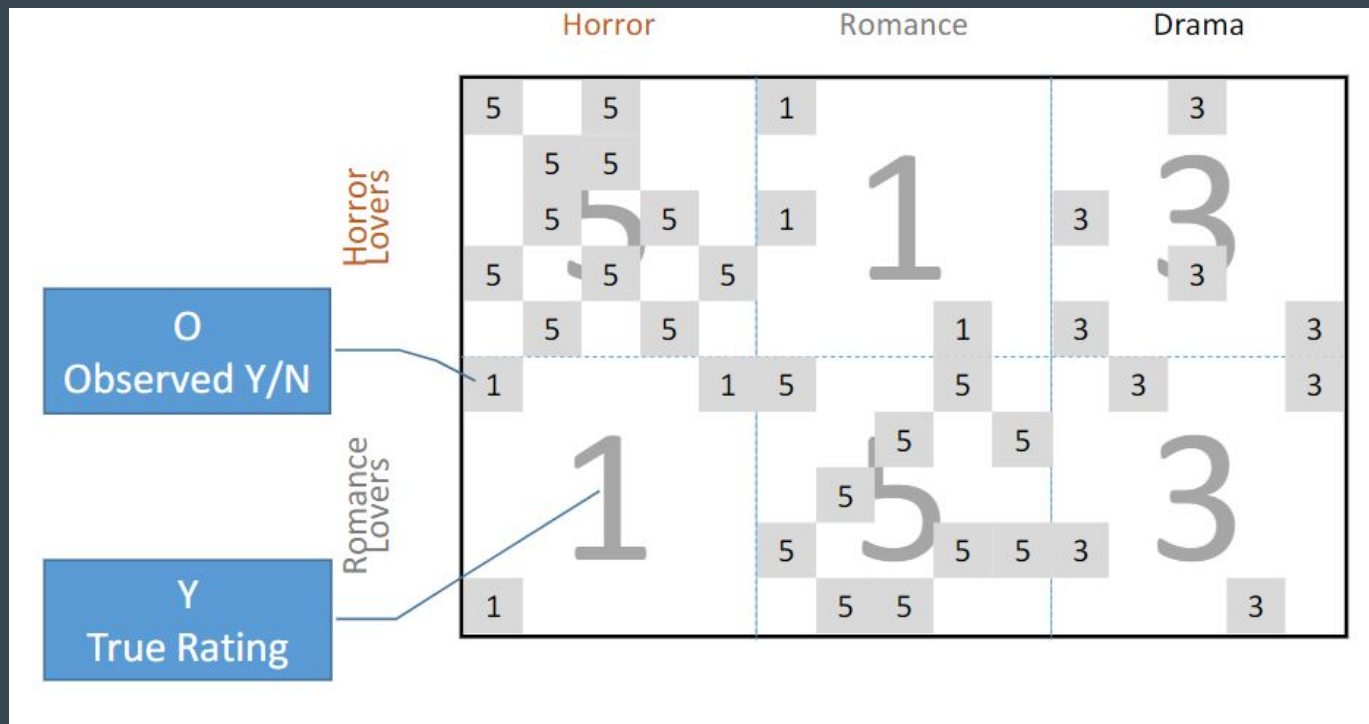 Horror Romance Drama
5 5 1 3
5 5
5 5 1 3
5 5 5 3
5 5 1 3 3
1 1 5 5 3 3
5 5
5
5 5 5 3
1 5 5 3
5 1 3
1 5 3
Horror
Lovers
Romance
Lovers
O
Observed Y/N
Y
True Rating